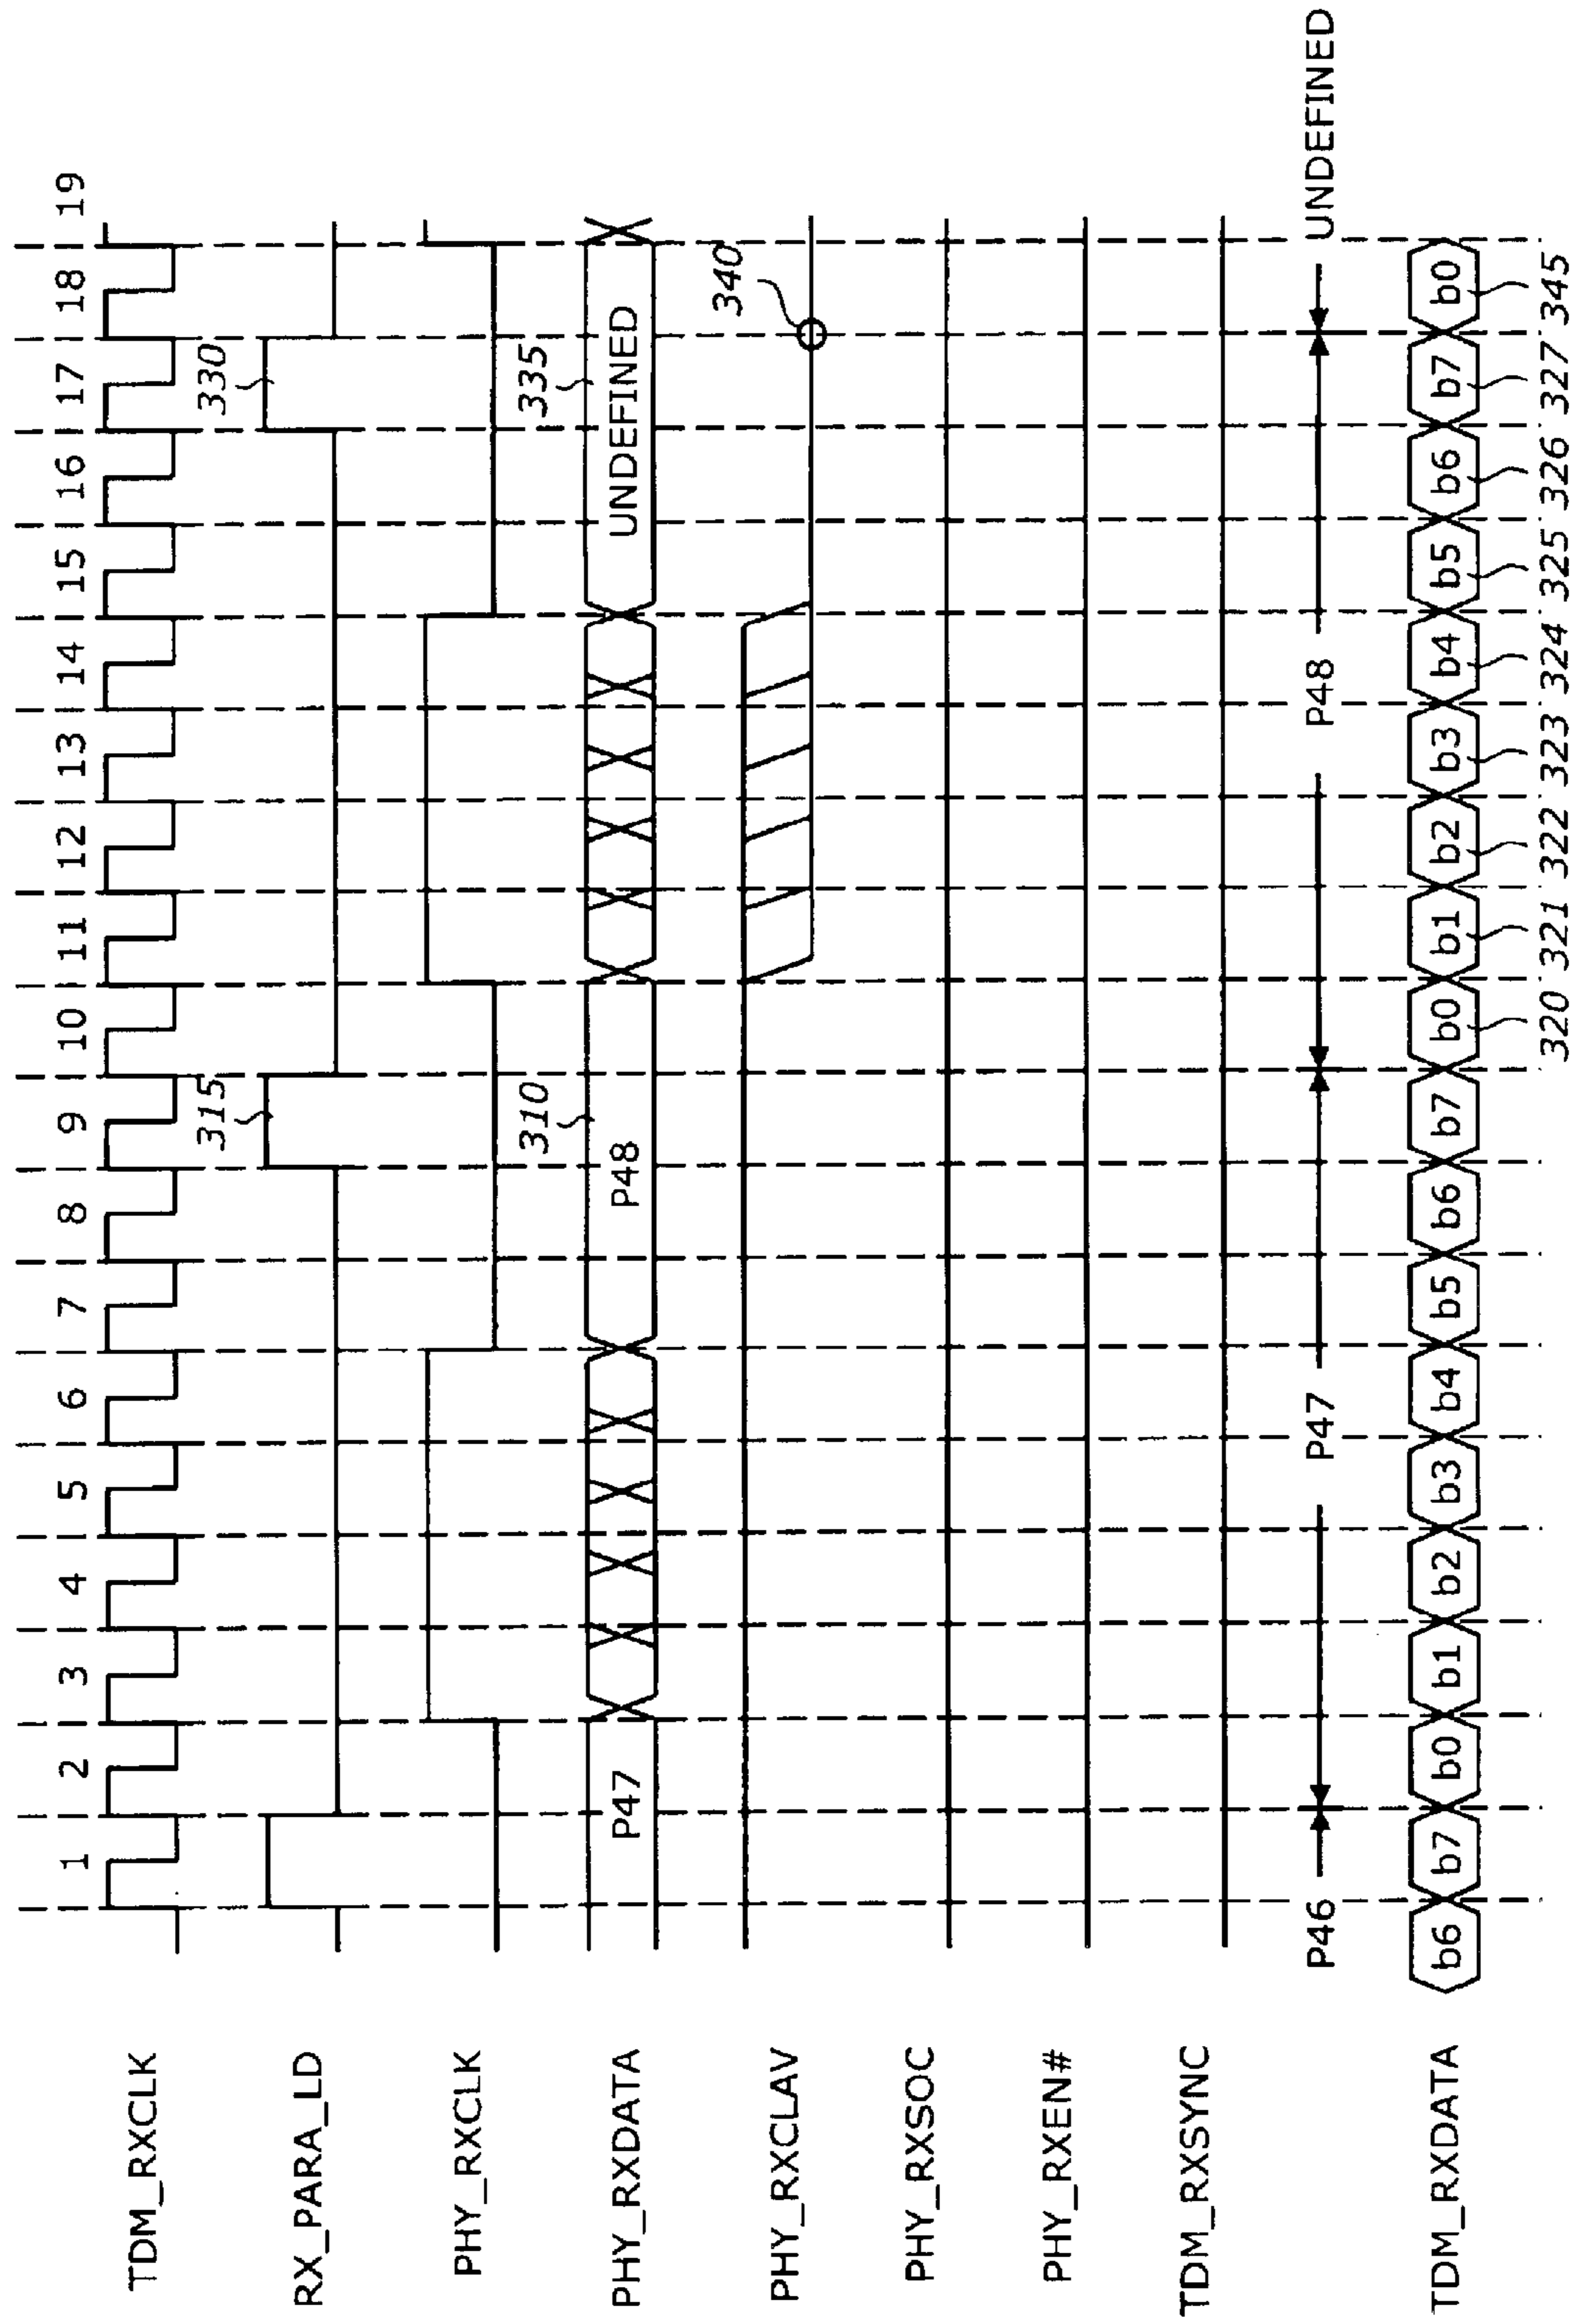 1 2 3 4 5 6 7 8 9 10 11 12 13 14 15 16 17 18 19
TDM_RXCLK
315 330
RX_PARA_LD
PHY_RXCLK
310 335
PHY_RXDATA P47 P48 UNDEFINED
340
PHY_RXCLAV
PHY_RXSOC
PHY_RXEN#
TDM_RXSYNC
P46 P47 P48 UNDEFINED
TDM_RXDATA b6 b7 b0 b1 b2 b3 b4 b5 b6 b7 b0 b1 b2 b3 b4 b5 b6 b7 b0
320 321 322 323 324 325 326 327 345